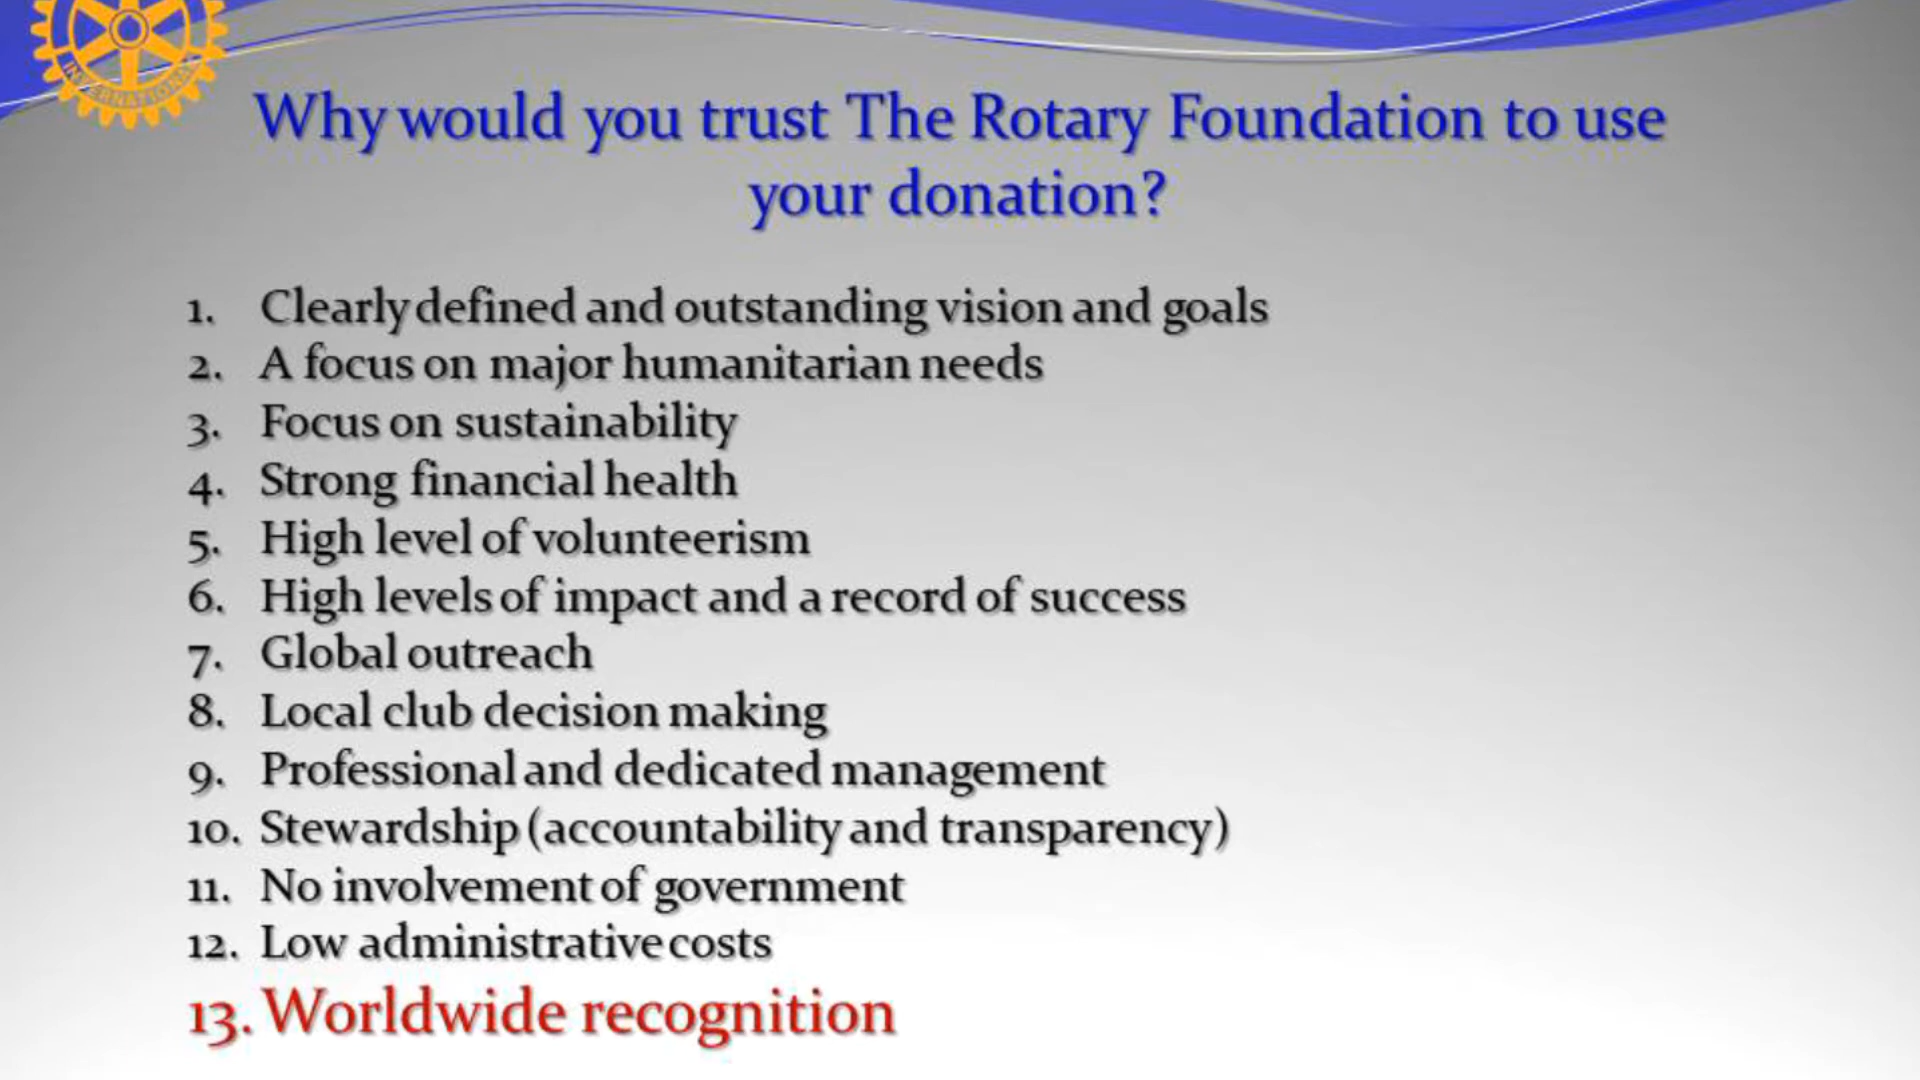 INTERNATIONAL
Why would you trust The Rotary Foundation to use
your donation?
1. Clearly defined and outstanding vision and goals
2. A focus on major humanitarian needs
3. Focus on sustainability
4. Strong financial health
5. High level of volunteerism
6. High levels of impact and a record of success
7. Global outreach
8. Local club decision making
9. Professional and dedicated management
10. Stewardship (accountability and transparency)
11. No involvement of government
12. Low administrative costs
13. Worldwide recognition